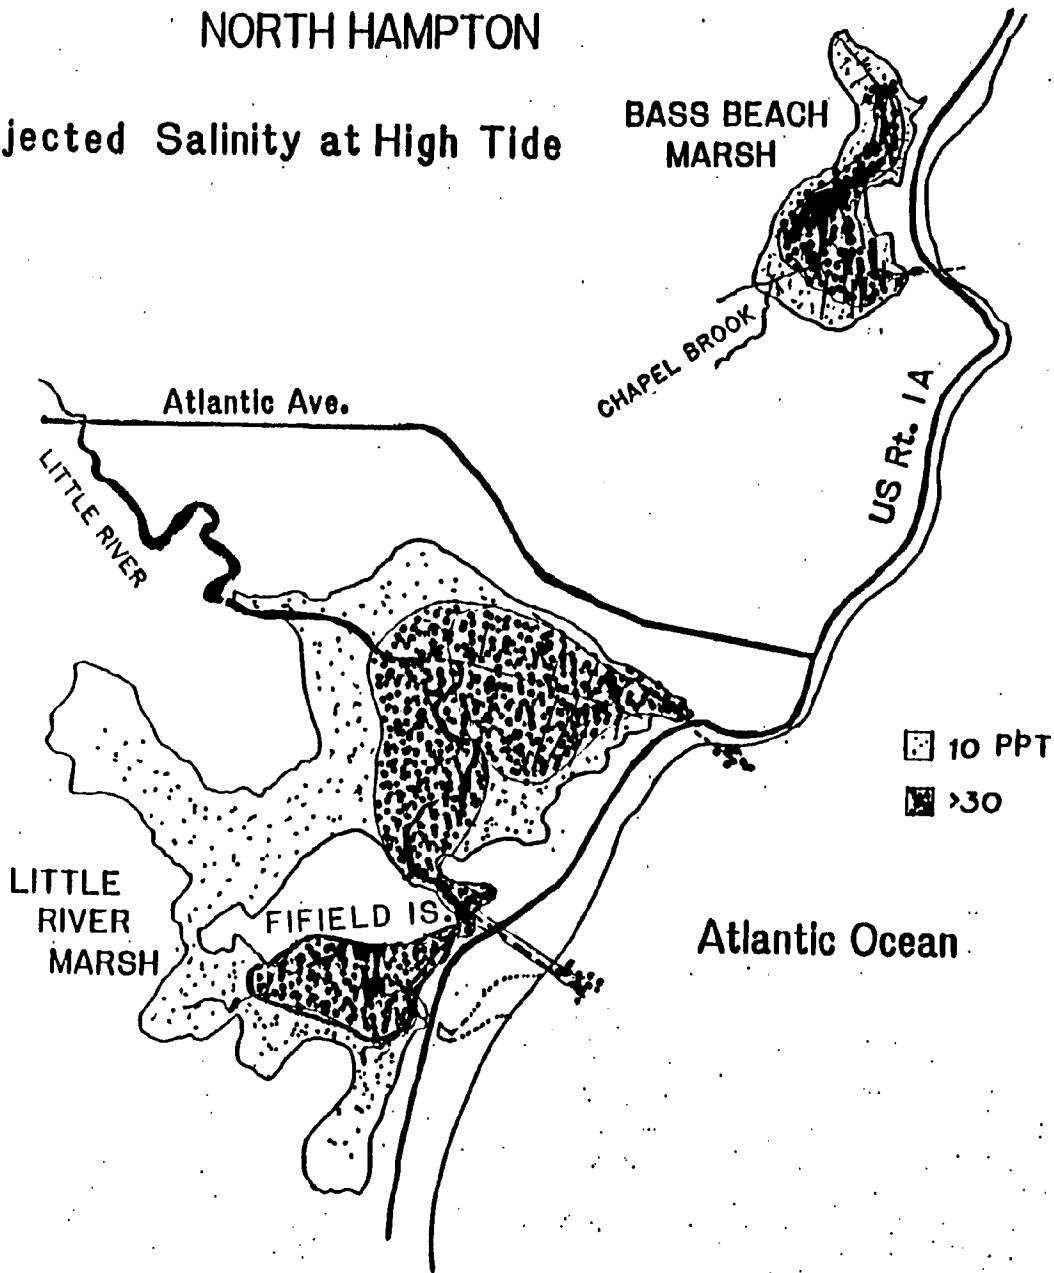 NORTH HAMPTON
jected Salinity at High Tide
BASS BEACH
MARSH
CHAPEL BROOK
Atlantic Ave.
US Rt. 1A
LITTLE RIVER
10 PPT
>30
LITTLE
RIVER
MARSH
FIFIELD IS.
Atlantic Ocean